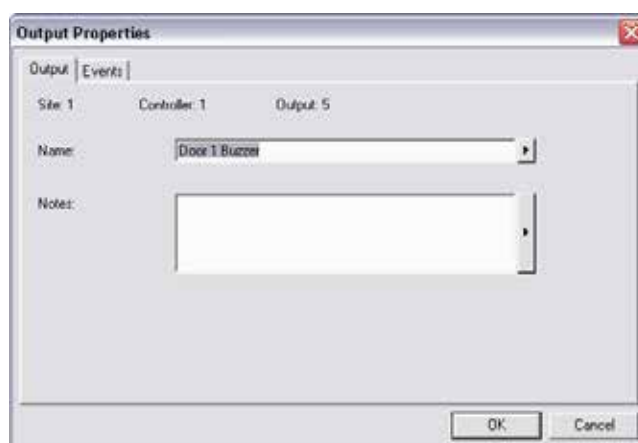 Output Properties
Output Events
Site: 1 Controller: 1 Output: 5
Name: Door 1 Buzzer
Notes:
OK Cancel